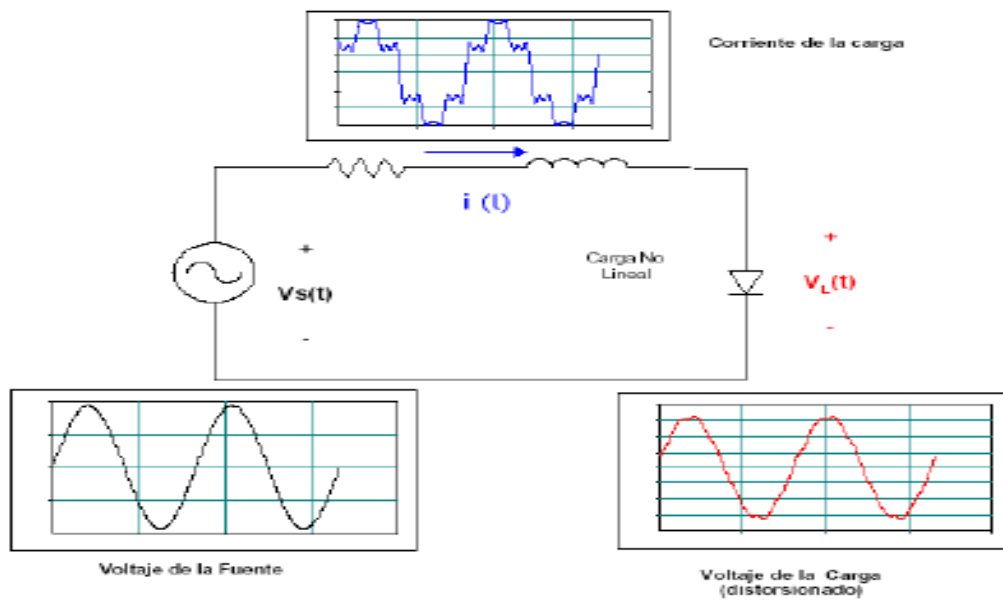 Corriente de la carga
i (t)
+
Vs(t)
-
Carga No
Lineal
+
VL(t)
-
Voltaje de la Fuente
Voltaje de la Carga
(distorsionado)